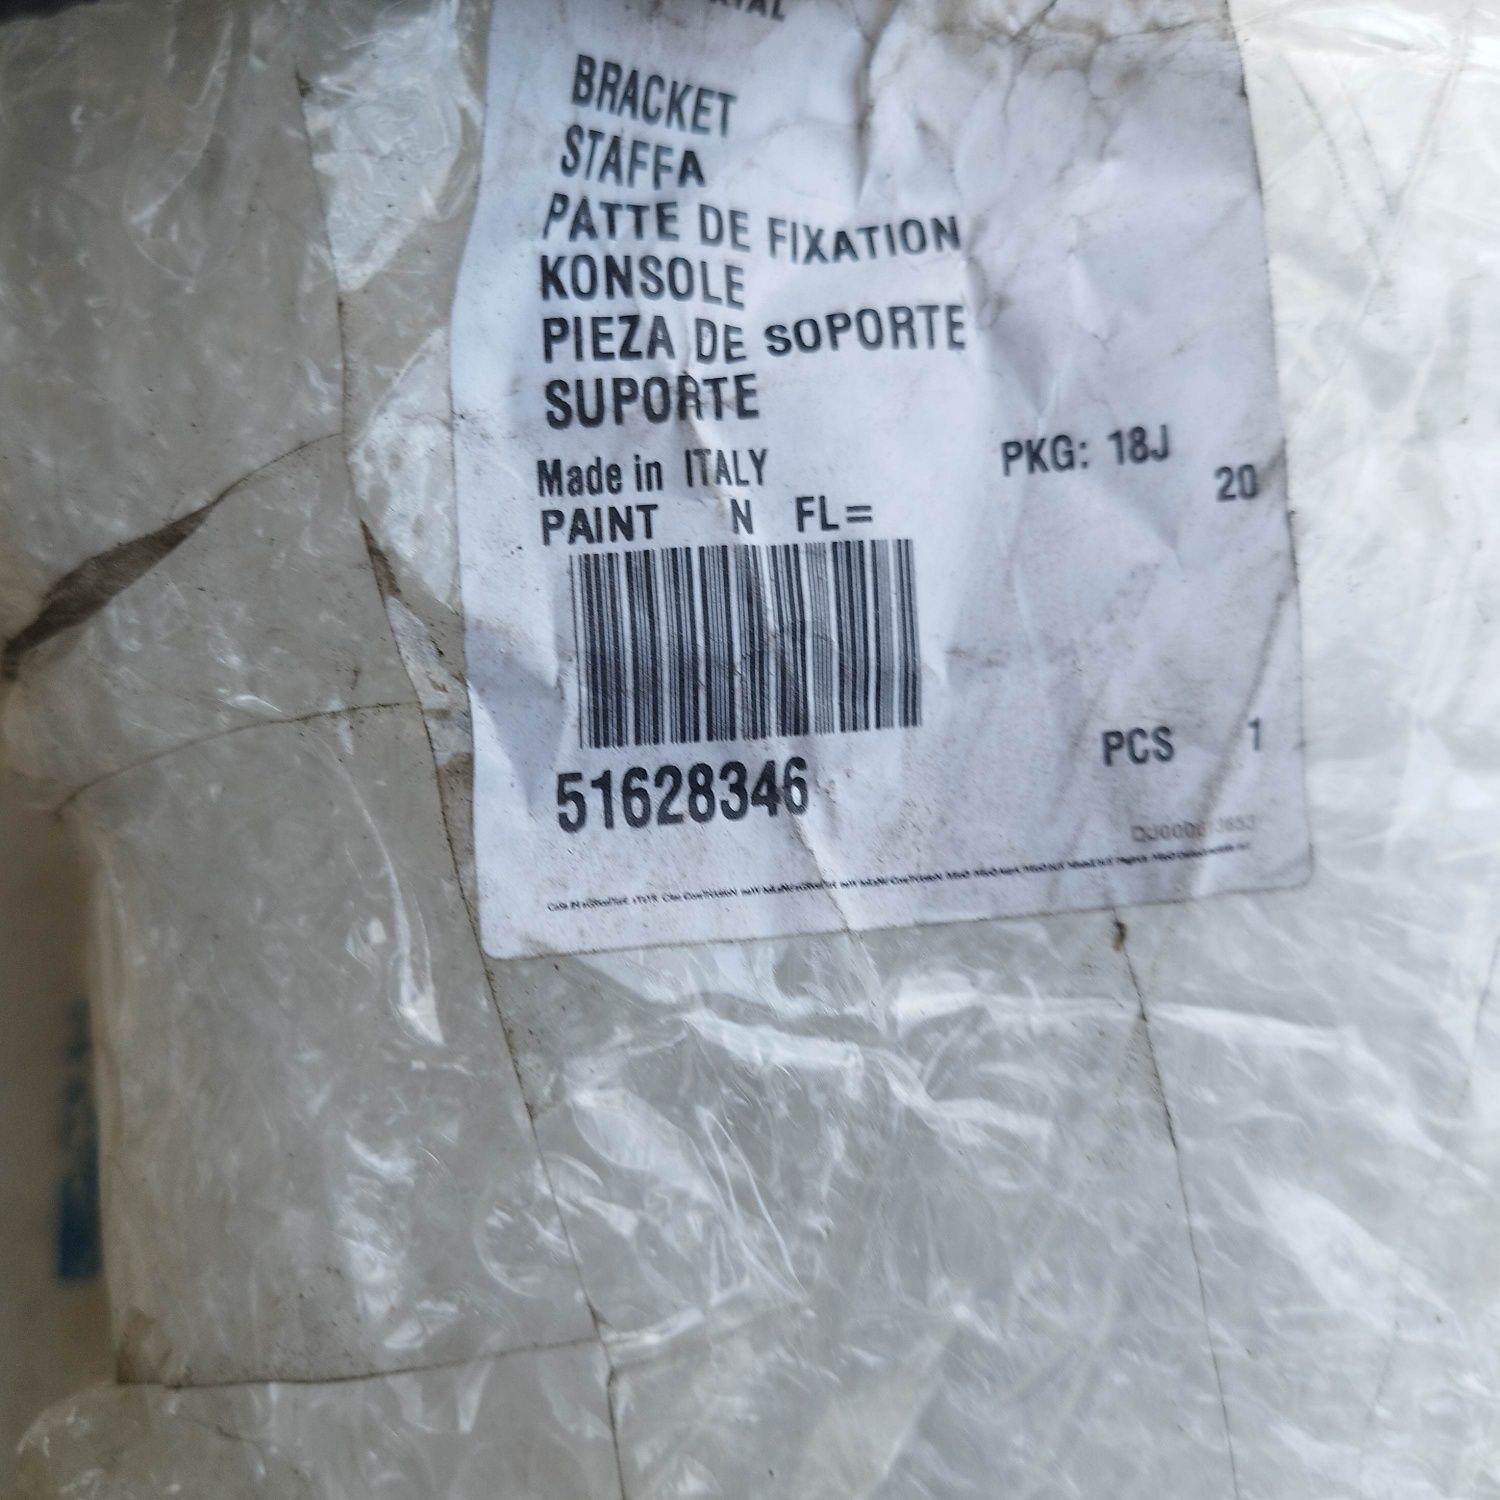 BRACKET
STAFFA
PATTE DE FIXATION
KONSOLE
PIEZA DE SOPORTE
SUPORTE
Made in ITALY
PKG: 18J
20
PAINT N FL=
51628346
PCS 1